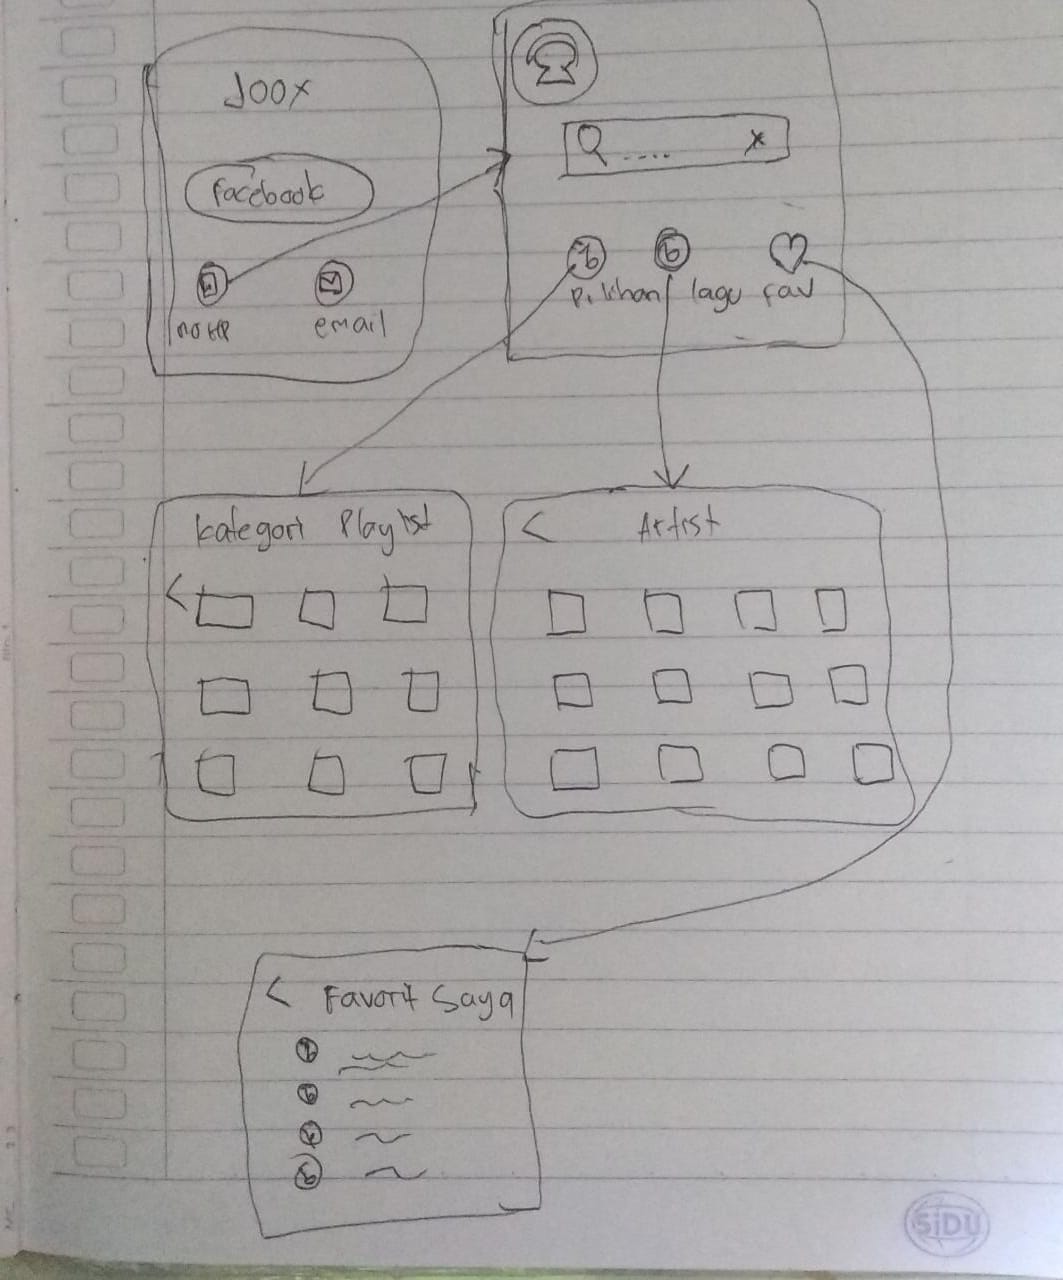 Joox
facebook
no HP
email
....
x
Pilihan lagu fav
Kategori Playlist
<
< Artist
< Favorit Saya
SiDU